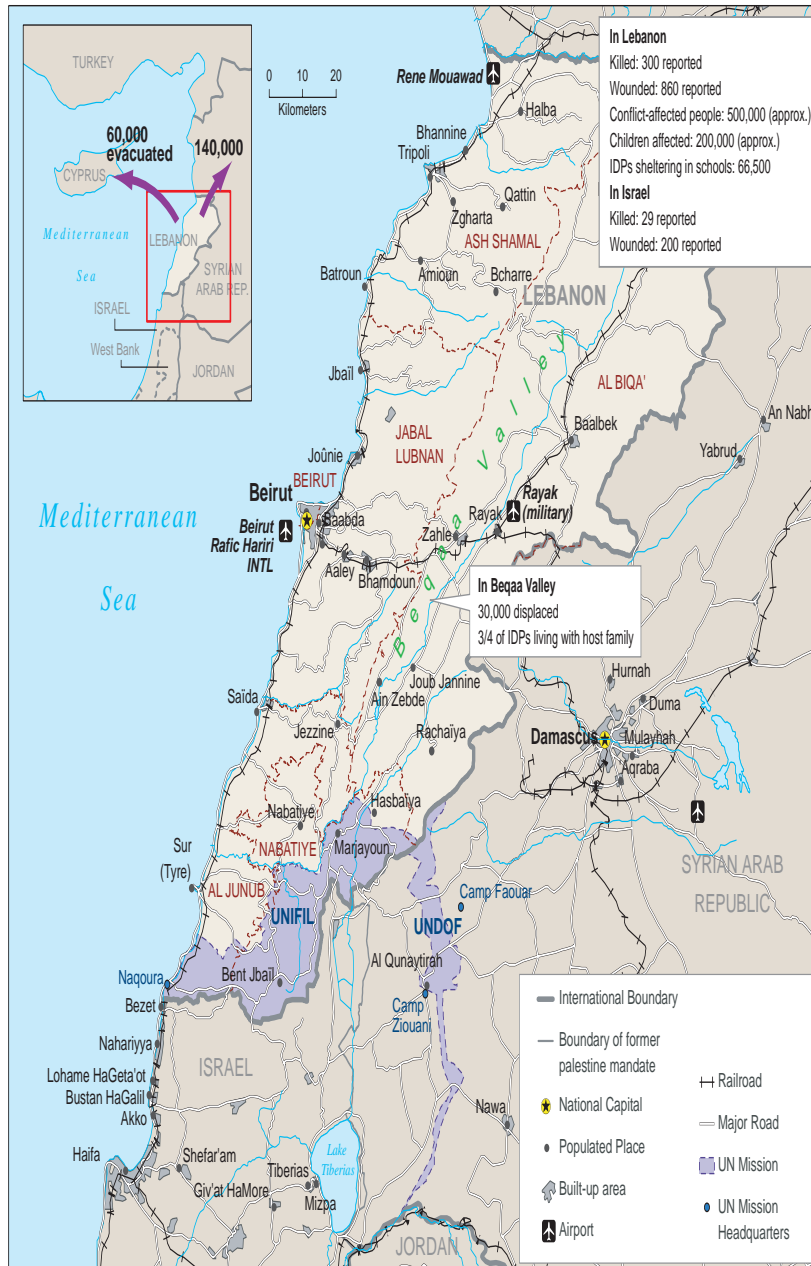 TURKEY
60,000
evacuated
140,000
CYPRUS
Mediterranean
Sea
LEBANON
SYRIAN
ARAB REP.
ISRAEL
West Bank
JORDAN
0 10 20
Kilometers
In Lebanon
Killed: 300 reported
Wounded: 860 reported
Conflict-affected people: 500,000 (approx.)
Children affected: 200,000 (approx.)
IDPs sheltering in schools: 66,500
In Israel
Killed: 29 reported
Wounded: 200 reported
Rene Mouawad
Halba
Bhannine
Tripoli
Qattin
Zgharta
ASH SHAMAL
Amioun
Bcharre
Batroun
LEBANON
Jbaïl
AL BIQA'
Beqaa Valley
An Nabh
JABAL
LUBNAN
Baalbek
Yabrud
Joûnie
BEIRUT
Beirut
Baabda
Beirut
Rafic Hariri
INTL
Rayak
(military)
Rayak
Zahle
Aaley
Bhamdoun
Mediterranean
Sea
In Beqaa Valley
30,000 displaced
3/4 of IDPs living with host family
Joub Jannine
Ain Zebde
Hurnah
Duma
Saïda
Jezzine
Rachaïya
Damascus
Mulayhah
Aqraba
Hasbaïya
Nabatiye
Marjayoun
NABATIYE
Sur
(Tyre)
AL JUNUB
SYRIAN ARAB
REPUBLIC
Camp Faouar
UNIFIL
UNDOF
Al Qunaytirah
Naqoura
Bent Jbaïl
Camp
Ziouani
Bezet
Nahariyya
ISRAEL
Lohame HaGeta'ot
Bustan HaGalil
Akko
Nawa
Haifa
Shefar'am
Lake
Tiberias
Tiberias
Giv'at HaMore
Mizpa
JORDAN
International Boundary
Boundary of former
palestine mandate
National Capital
Populated Place
Built-up area
Airport
Railroad
Major Road
UN Mission
UN Mission
Headquarters